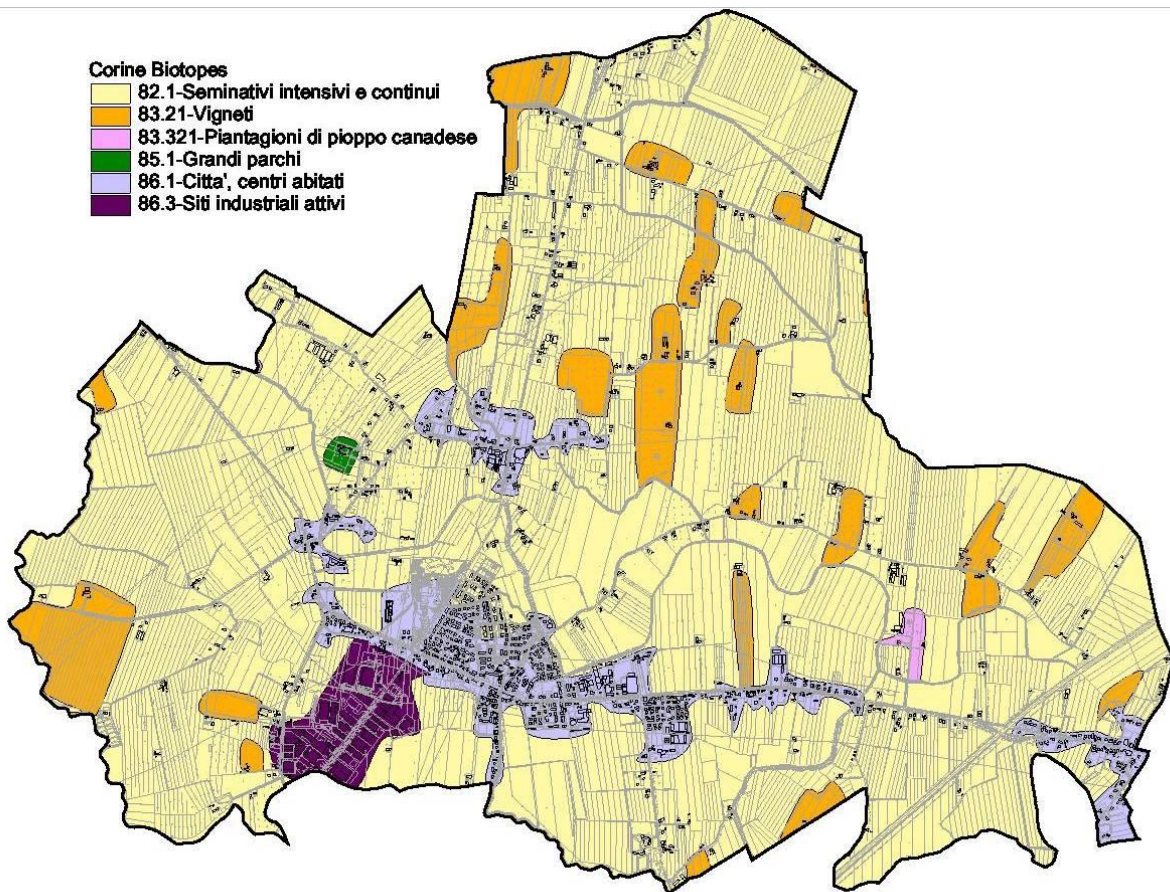 Corine Biotopes
82.1-Seminativi intensivi e continui
83.21-Vigneti
83.321-Piantagioni di pioppo canadese
85.1-Grandi parchi
86.1-Citta', centri abitati
86.3-Siti industriali attivi